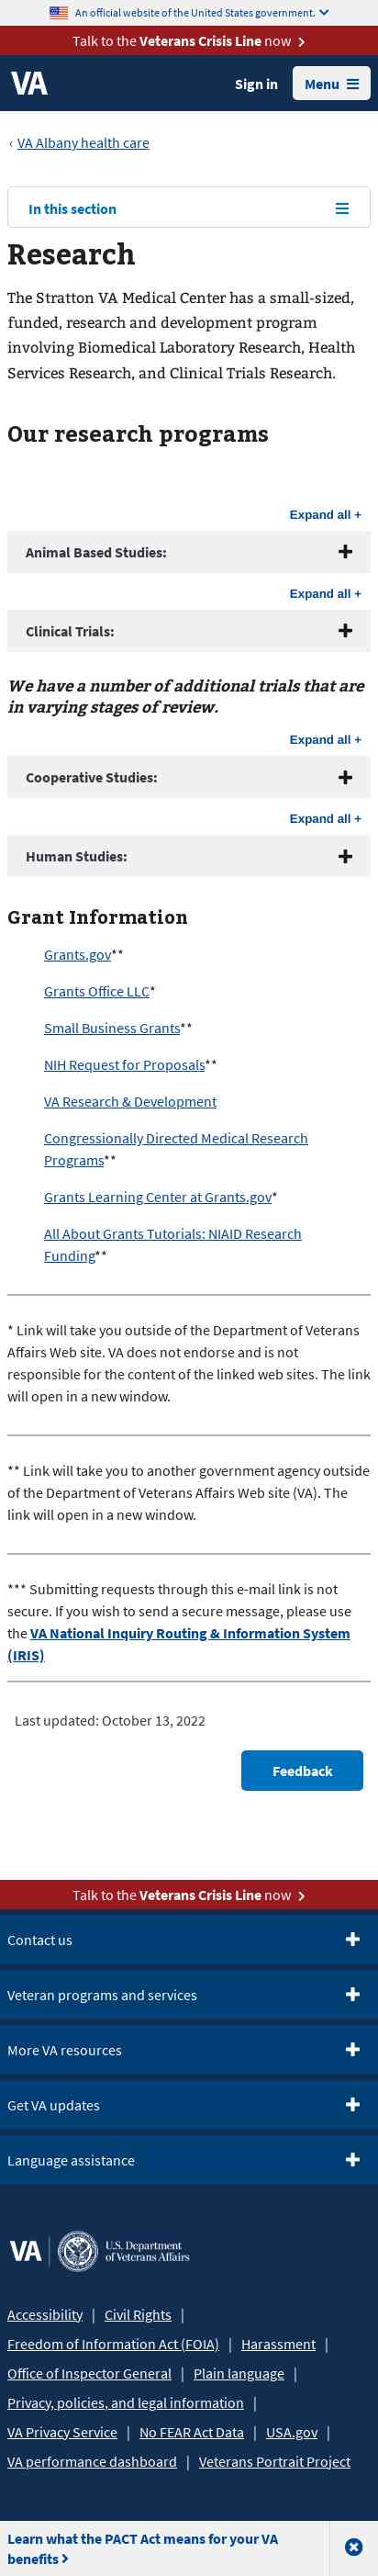 An official website of the United States government.
Talk to the Veterans Crisis Line now
VA
Sign in
Menu
‹ VA Albany health care
In this section
Research
The Stratton VA Medical Center has a small-sized,
funded, research and development program
involving Biomedical Laboratory Research, Health
Services Research, and Clinical Trials Research.
Our research programs
Expand all +
Animal Based Studies:
Expand all +
Clinical Trials:
We have a number of additional trials that are
in varying stages of review.
Expand all +
Cooperative Studies:
Expand all +
Human Studies:
Grant Information
Grants.gov**
Grants Office LLC*
Small Business Grants**
NIH Request for Proposals**
VA Research & Development
Congressionally Directed Medical Research
Programs**
Grants Learning Center at Grants.gov*
All About Grants Tutorials: NIAID Research
Funding**
* Link will take you outside of the Department of Veterans
Affairs Web site. VA does not endorse and is not
responsible for the content of the linked web sites. The link
will open in a new window.
** Link will take you to another government agency outside
of the Department of Veterans Affairs Web site (VA). The
link will open in a new window.
*** Submitting requests through this e-mail link is not
secure. If you wish to send a secure message, please use
the VA National Inquiry Routing & Information System
(IRIS)
Last updated: October 13, 2022
Feedback
Talk to the Veterans Crisis Line now
Contact us
Veteran programs and services
More VA resources
Get VA updates
Language assistance
VA
U.S. Department
of Veterans Affairs
Accessibility | Civil Rights |
Freedom of Information Act (FOIA) | Harassment |
Office of Inspector General | Plain language |
Privacy, policies, and legal information |
VA Privacy Service | No FEAR Act Data | USA.gov |
VA performance dashboard | Veterans Portrait Project
Learn what the PACT Act means for your VA
benefits